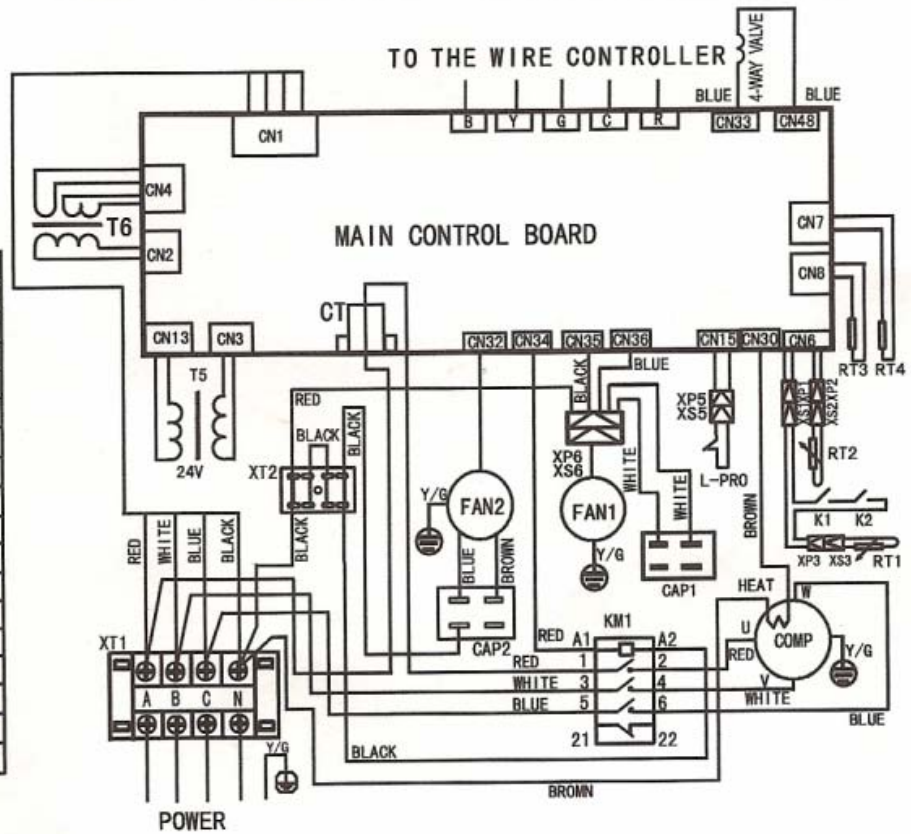 TO THE WIRE CONTROLLER
4-WAY VALVE
BLUE
BLUE
CN1
B
Y
G
C
R
CN33
CN48
CN4
T6
CN2
MAIN CONTROL BOARD
CN7
CN8
CT
CN13
CN3
CN32
CN34
CN35
CN36
CN15
CN30
CN6
T5
24V
RED
BLACK
BLACK
BLACK
BLUE
XP5
XS5
XS1XP1
XS2XP2
RT3
RT4
XT2
XP6
XS6
WHITE
WHITE
L-PRO
RT2
BROWN
K1
K2
Y/G
FAN2
FAN1
Y/G
XP3
XS3
RT1
RED
WHITE
BLUE
BLACK
BLACK
BLUE
BROWN
CAP1
HEAT
W
XT1
CAP2
KM1
U
COMP
Y/G
RED
A1
A2
RED
RED
1
2
WHITE
3
4
V
WHITE
BLUE
5
6
BLUE
A
B
C
N
21
22
Y/G
BLACK
BROMN
POWER